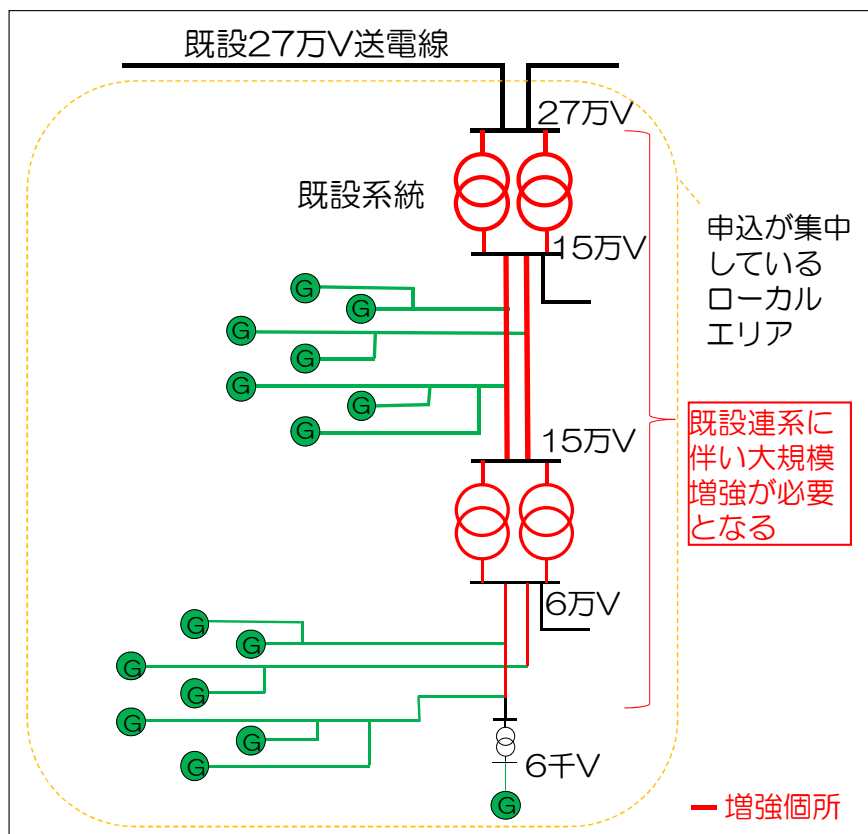 既設27万V送電線
27万V
既設系統
15万V
申込が集中
している
ローカル
エリア
G
G
G
G
G
G
G
既設連系に
伴い大規模
増強が必要
となる
15万V
6万V
G
G
G
G
G
G
G
6千V
G
増強個所